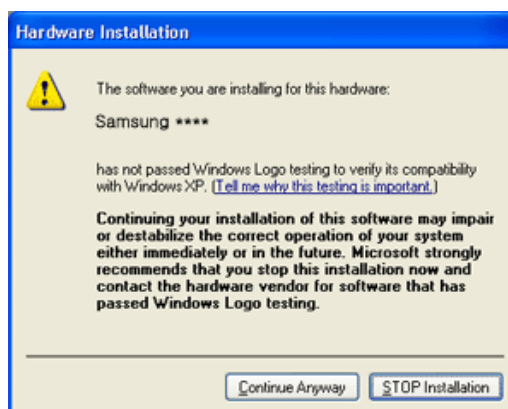 Hardware Installation
The software you are installing for this hardware:
Samsung ****
has not passed Windows Logo testing to verify its compatibility
with Windows XP. (Tell me why this testing is important.)
Continuing your installation of this software may impair
or destabilize the correct operation of your system
either immediately or in the future. Microsoft strongly
recommends that you stop this installation now and
contact the hardware vendor for software that has
passed Windows Logo testing.
Continue Anyway STOP Installation